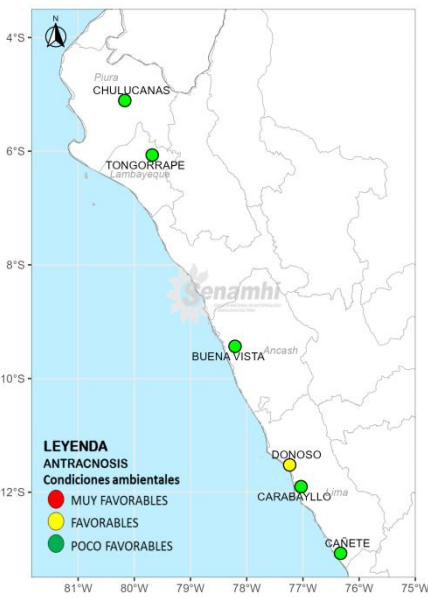 N
4°S
6°S
8°S
10°S
12°S
Piura
CHULUCANAS
TONGORRAPE
Lambayeque
Senamhi
BUENA VISTA
Ancash
DONOSO
CARABAYLLO
Lima
CAÑETE
LEYENDA
ANTRACNOSIS
Condiciones ambientales
MUY FAVORABLES
FAVORABLES
POCO FAVORABLES
81°W 80°W 79°W 78°W 77°W 76°W 75°W